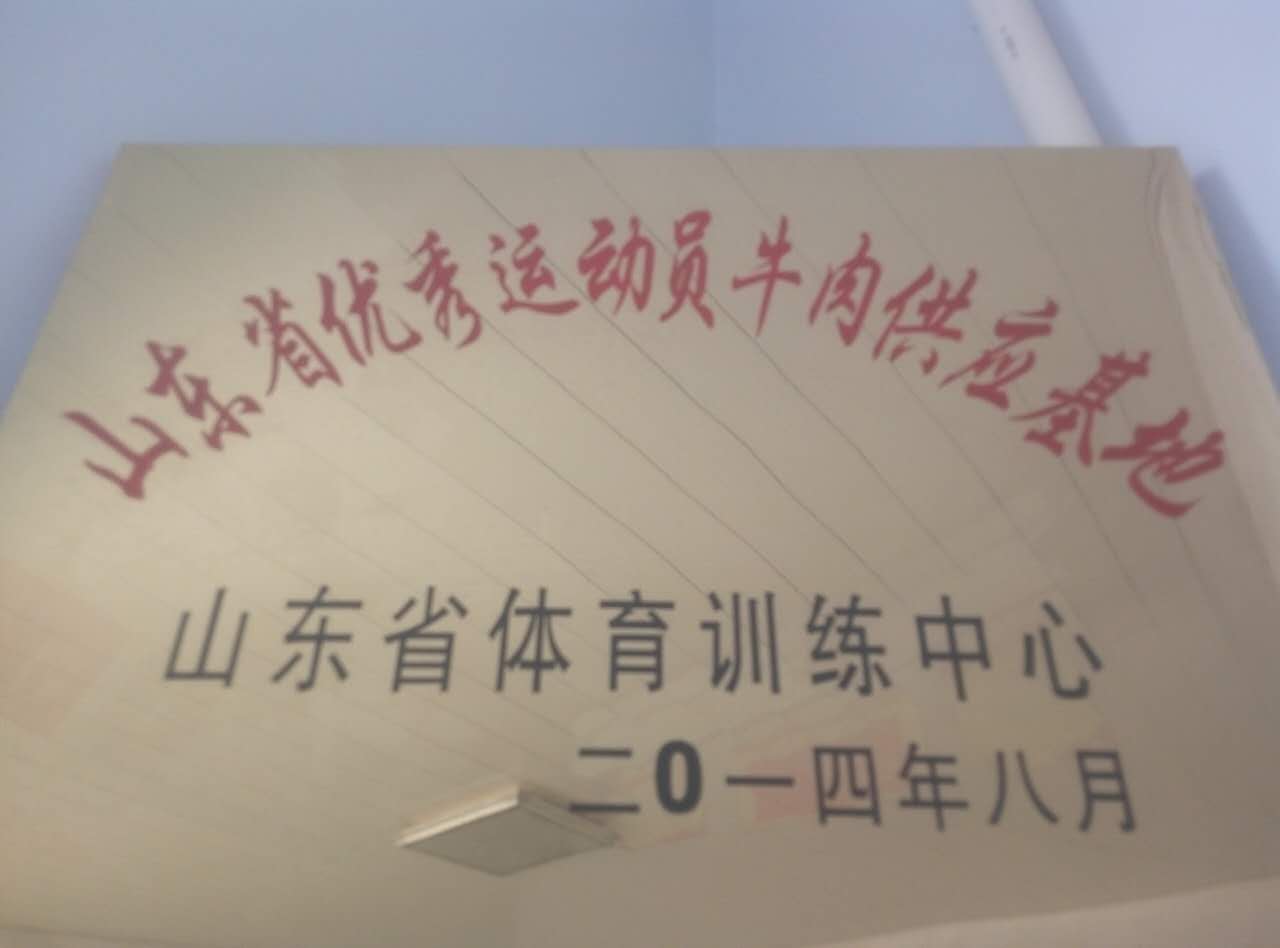 山东省优秀运动员牛肉供应基地
山东省体育训练中心
二0一四年八月